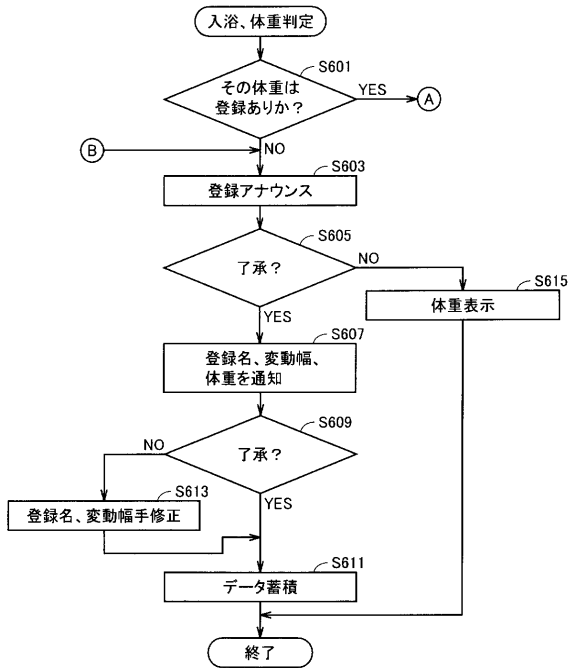 入浴、体重判定
S601
その体重は
登録ありか？
YES
A
B
NO
S603
登録アナウンス
S605
了承？
NO
S615
体重表示
YES
S607
登録名、変動幅、
体重を通知
S609
了承？
NO
S613
登録名、変動幅手修正
YES
S611
データ蓄積
終了